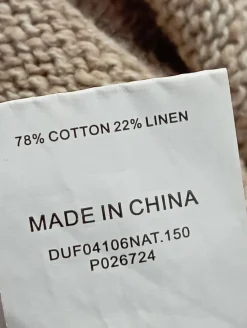 78% COTTON 22% LINEN
MADE IN CHINA
DUF04106NAT.150
P026724